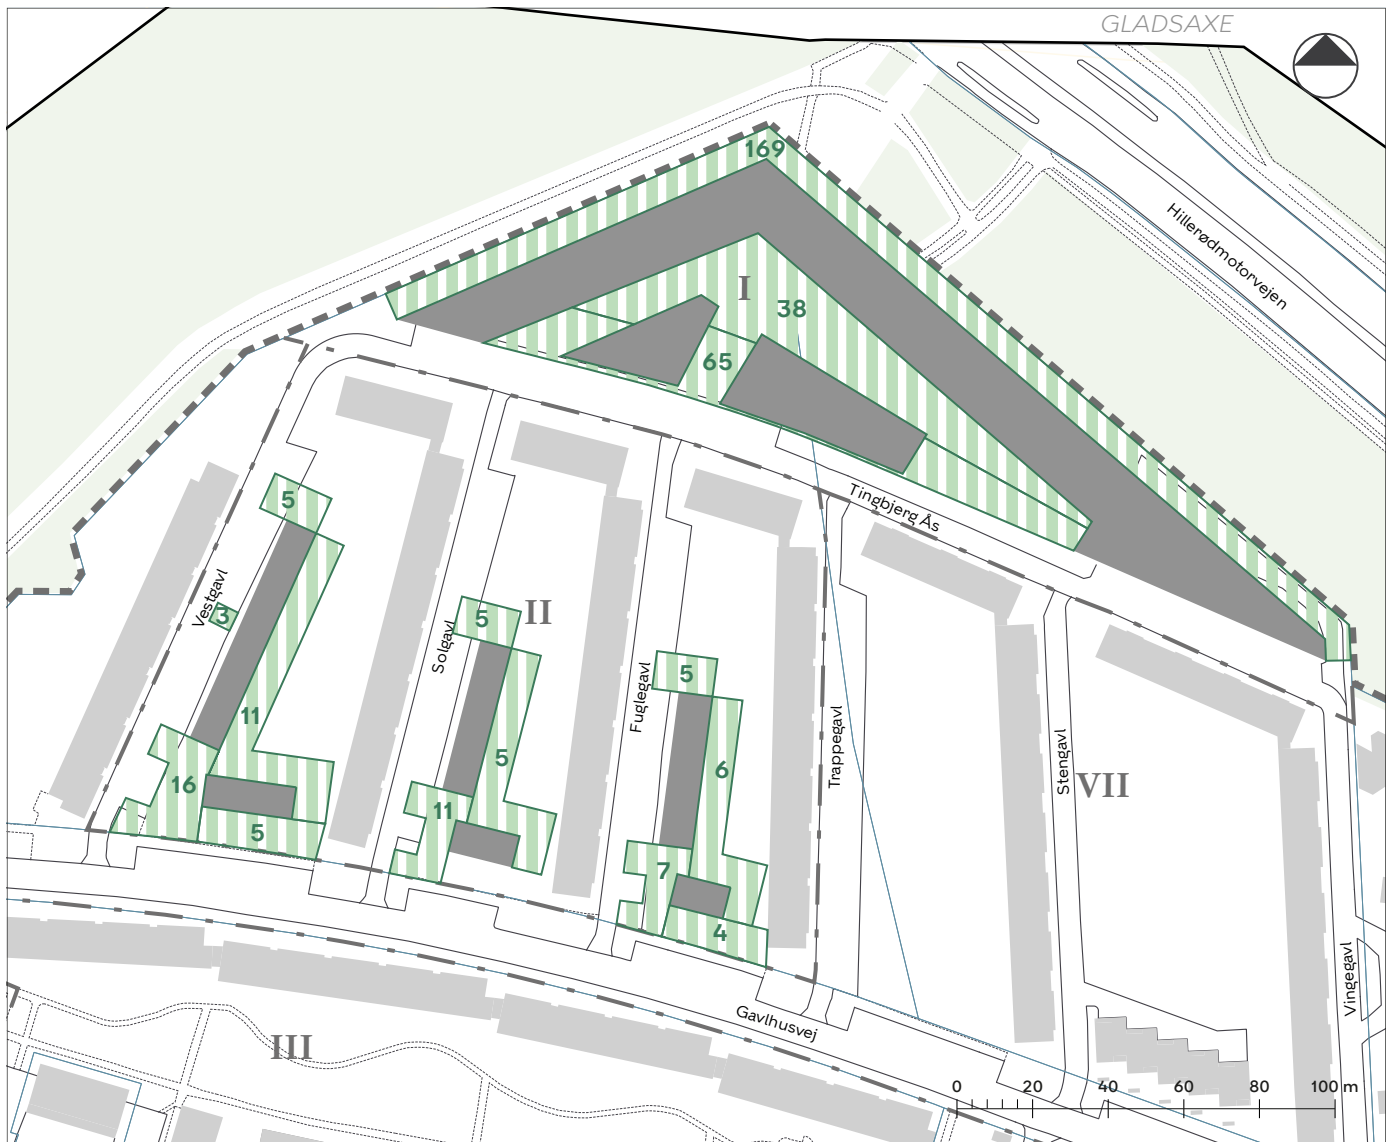 GLADSAXE
169
Hillerødmotorvejen
I
38
65
Tingbjerg Ås
5
Vestgavl
3
II
5
Solgavl
5
Fuglegavl
11
5
6
Trappegavl
Stengavl
VII
16
11
5
7
4
Vingegavl
Gavlhusvej
III
0 20 40 60 80 100 m